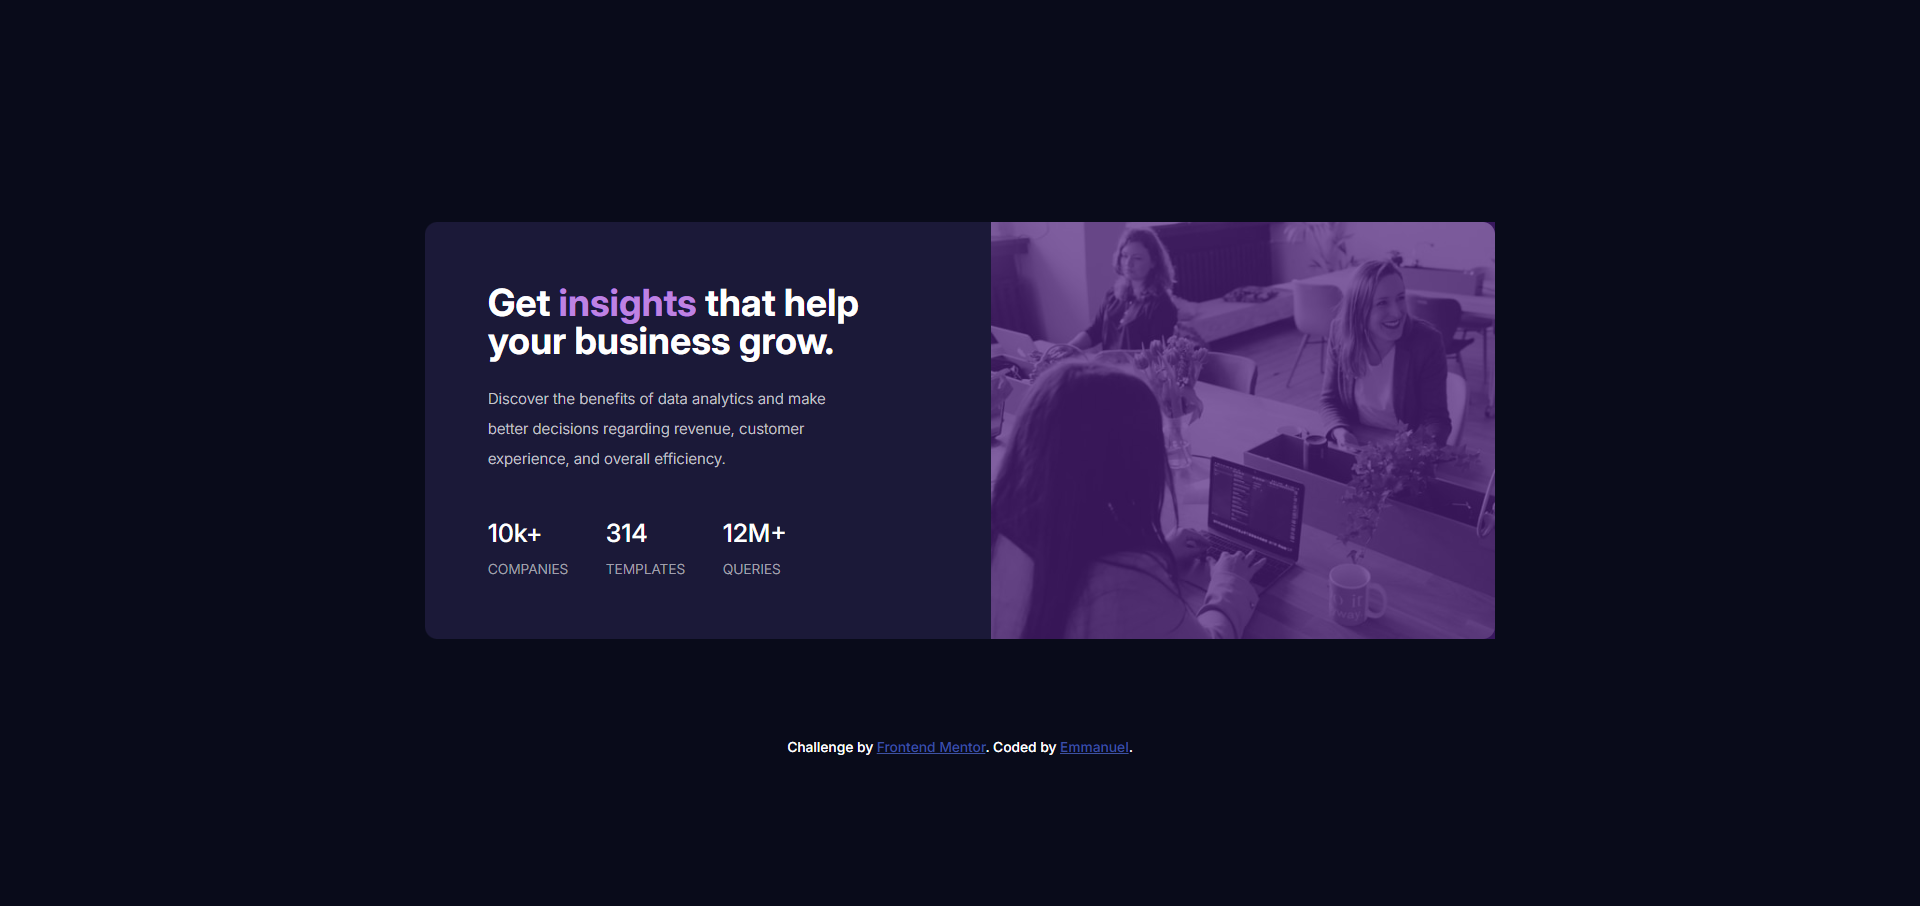 Get insights that help
your business grow.
Discover the benefits of data analytics and make
better decisions regarding revenue, customer
experience, and overall efficiency.
10k+ 314 12M+
COMPANIES TEMPLATES QUERIES
Challenge by Frontend Mentor. Coded by Emmanuel.